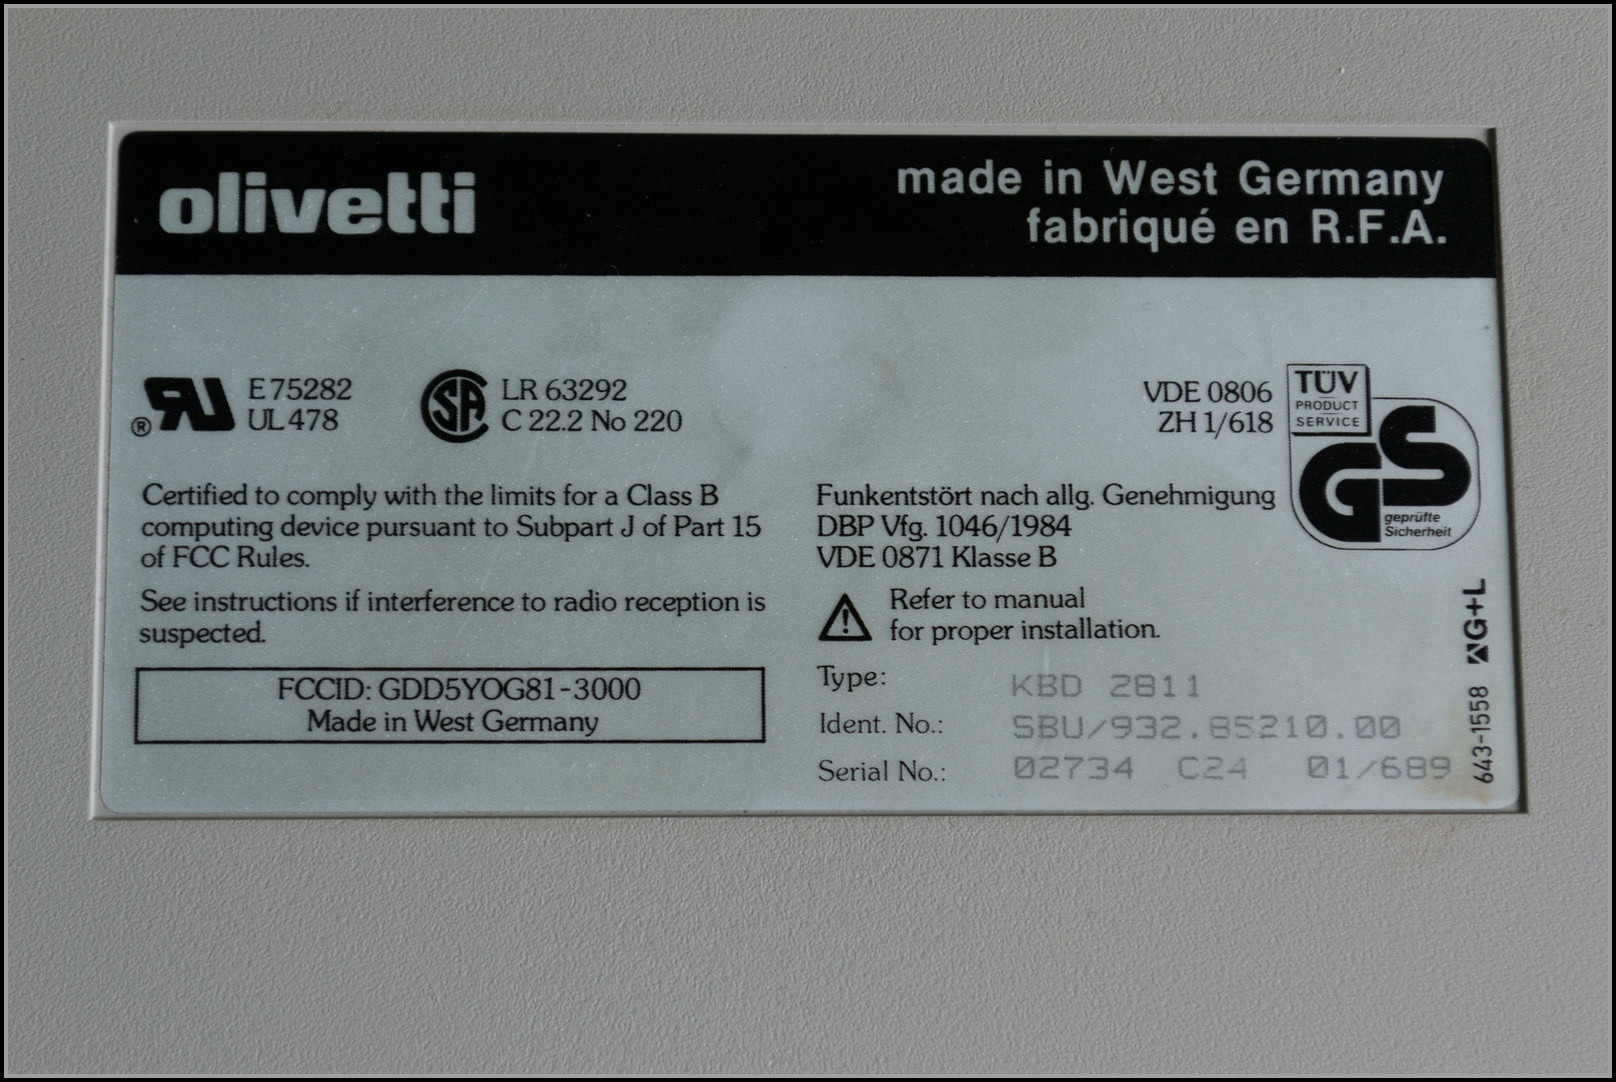 olivetti
made in West Germany
fabriqué en R.F.A.
E 75282
UL 478
LR 63292
C 22.2 No 220
VDE 0806
ZH 1/618
TÜV
PRODUCT
SERVICE
GS
geprüfte
Sicherheit
Certified to comply with the limits for a Class B
computing device pursuant to Subpart J of Part 15
of FCC Rules.
See instructions if interference to radio reception is
suspected.
FCCID: GDD5YOG81-3000
Made in West Germany
Funkentstört nach allg. Genehmigung
DBP Vfg. 1046/1984
VDE 0871 Klasse B
Refer to manual
for proper installation.
Type: KBD 2811
Ident. No.: SBU/932.85210.00
Serial No.: 02734 C24 01/689
643-1558 G+L